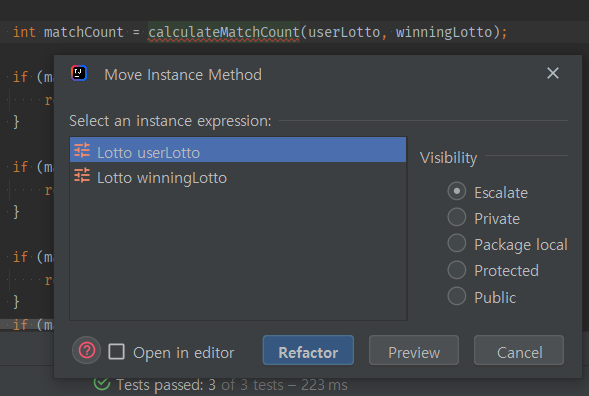 int matchCount = calculateMatchCount(userLotto, winningLotto);
Move Instance Method
if (ma
Select an instance expression:
r
}
Lotto userLotto
Visibility
if (ma
Lotto winningLotto
r
Escalate
}
Private
Package local
if (ma
Protected
r
Public
}
if (ma
Open in editor
Refactor
Preview
Cancel
Tests passed: 3 of 3 tests – 223 ms